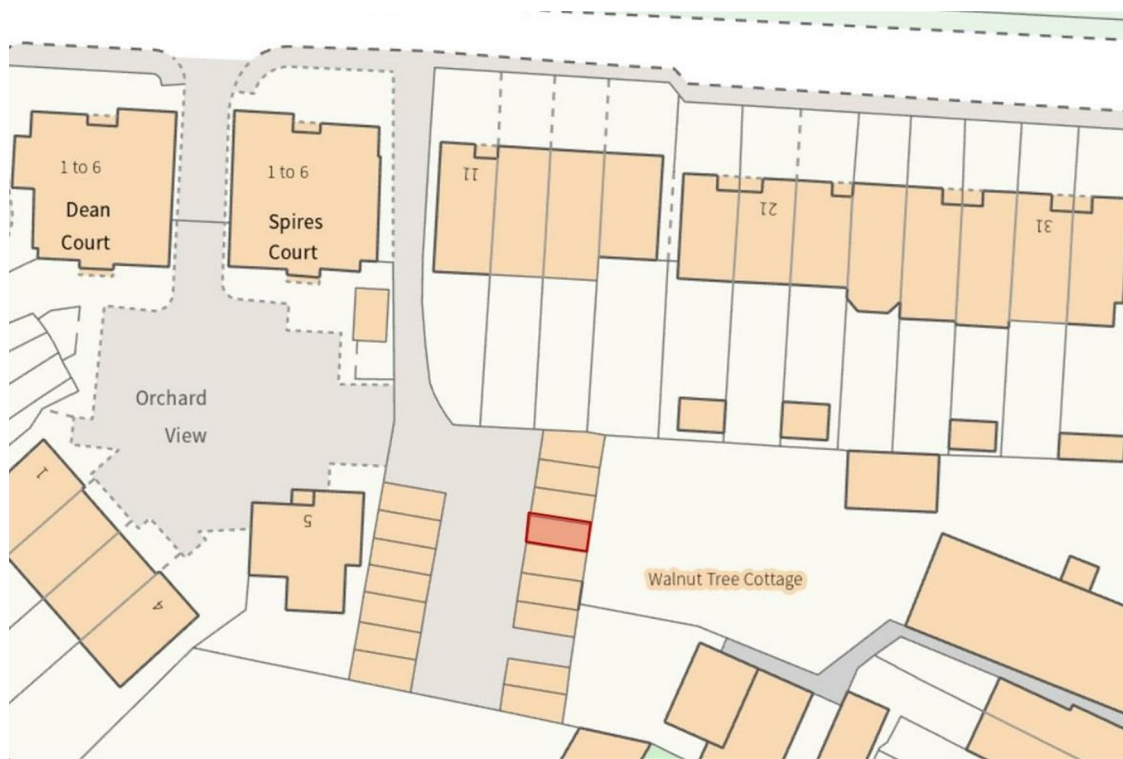 1 to 6
Dean
Court
1 to 6
Spires
Court
11
21
31
Orchard
View
1
4
5
Walnut Tree Cottage